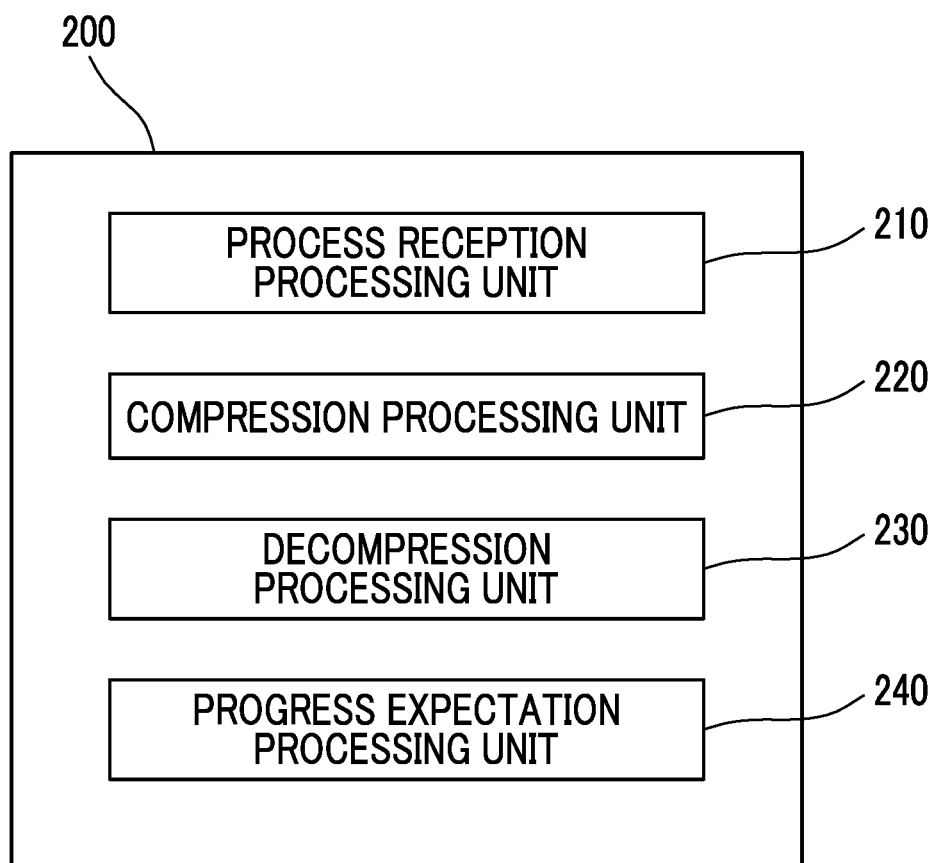 200
PROCESS RECEPTION
PROCESSING UNIT
210
COMPRESSION PROCESSING UNIT
220
DECOMPRESSION
PROCESSING UNIT
230
PROGRESS EXPECTATION
PROCESSING UNIT
240